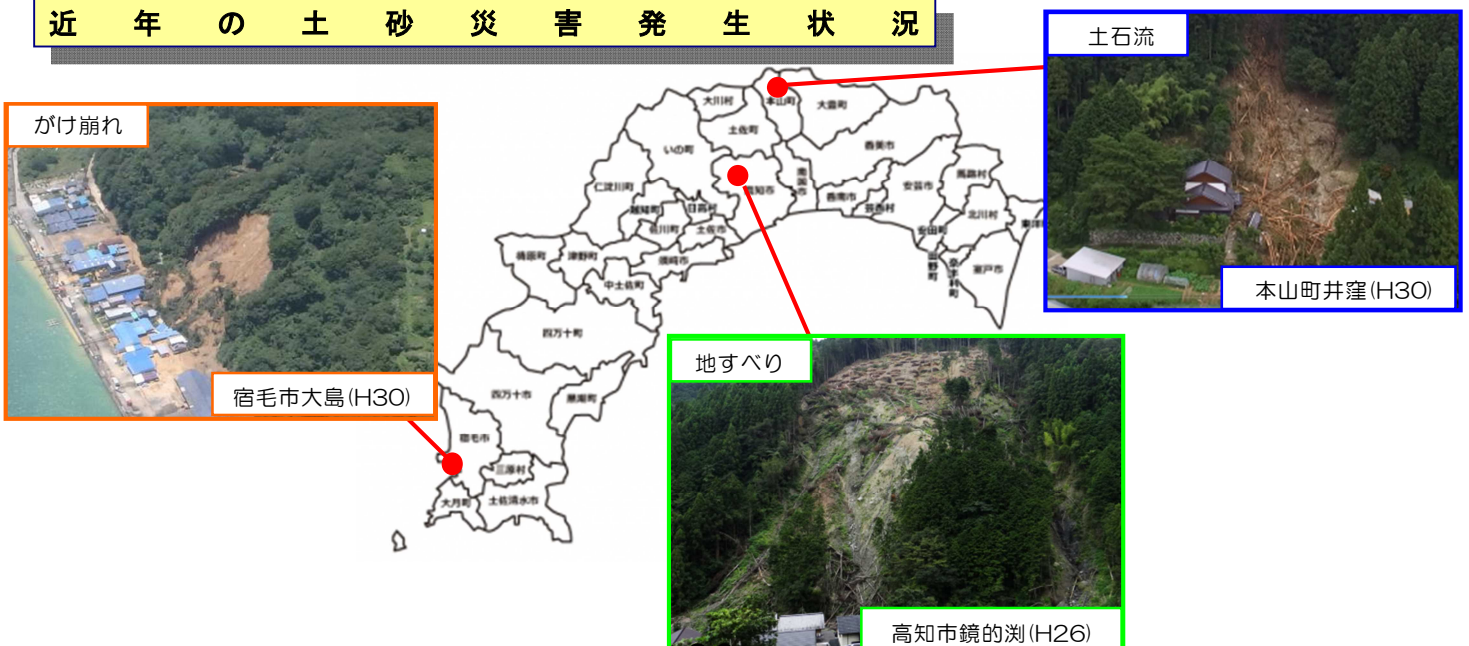 近年の土砂災害発生状況
土石流
本山町井窪(H30)
がけ崩れ
宿毛市大島(H30)
地すべり
高知市鏡的渕(H26)
大川村
本山町
大豊町
土佐町
いの町
香美市
仁淀川町
高知市
南国市
香南市
安芸市
馬路村
芸西村
北川村
越知町
日高村
佐川町
土佐市
安田町
田野町
奈半利町
室戸市
東洋町
梼原町
津野町
須崎市
中土佐町
四万十町
四万十市
黒潮町
宿毛市
三原村
大月町
土佐清水市